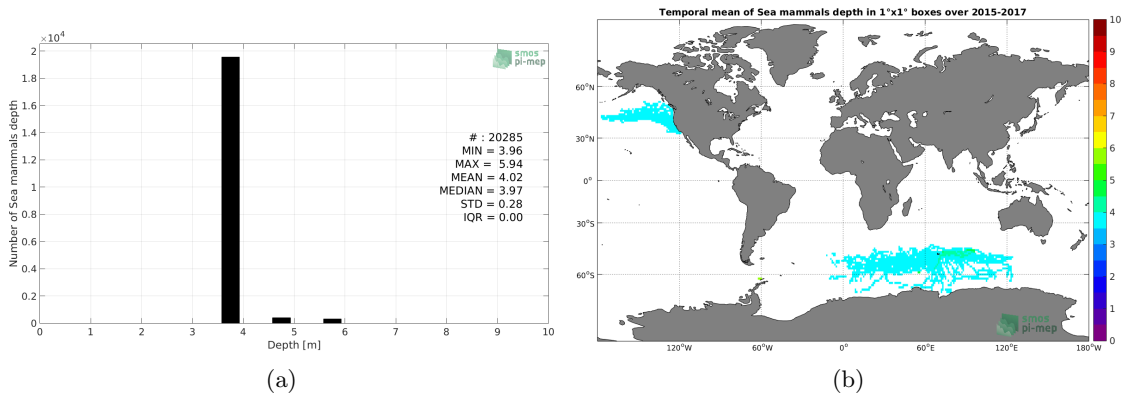 ×10⁴
2
1.8
1.6
1.4
1.2
1
0.8
0.6
0.4
0.2
0
Number of Sea mammals depth
smos
pi-mep
# : 20285
MIN = 3.96
MAX = 5.94
MEAN = 4.02
MEDIAN = 3.97
STD = 0.28
IQR = 0.00
0 1 2 3 4 5 6 7 8 9 10
Depth [m]
(a)
Temporal mean of Sea mammals depth in 1°x1° boxes over 2015-2017
60°N
30°N
0°
30°S
60°S
120°W 60°W 0° 60°E 120°E 180°W
smos
pi-mep
10
9
8
7
6
5
4
3
2
1
0
(b)